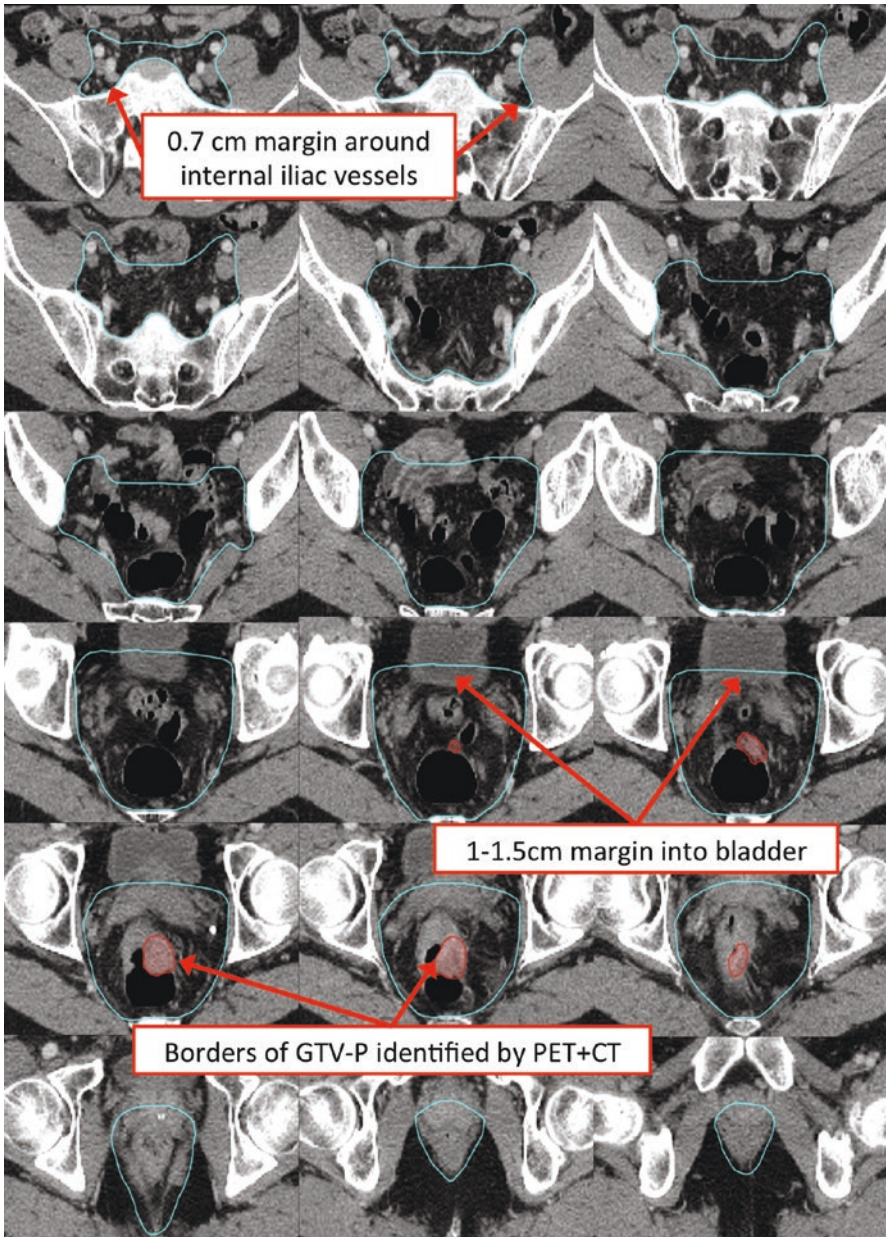 0.7 cm margin around
internal iliac vessels
1-1.5cm margin into bladder
Borders of GTV-P identified by PET+CT